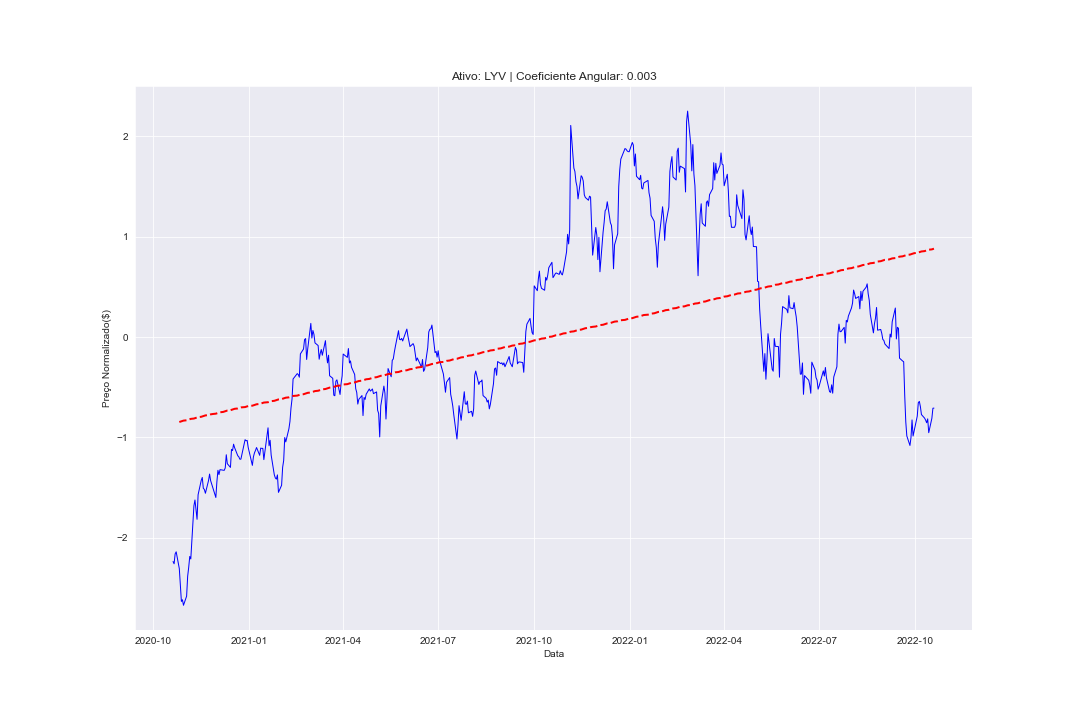 Ativo: LYV | Coeficiente Angular: 0.003
Preço Normalizado($)
2
1
0
−1
−2
2020-10 2021-01 2021-04 2021-07 2021-10 2022-01 2022-04 2022-07 2022-10
Data